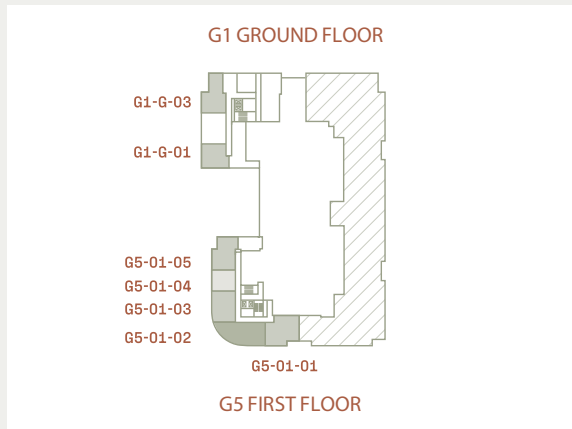 G1 GROUND FLOOR
G1-G-03
G1-G-01
G5-01-05
G5-01-04
G5-01-03
G5-01-02
G5-01-01
G5 FIRST FLOOR